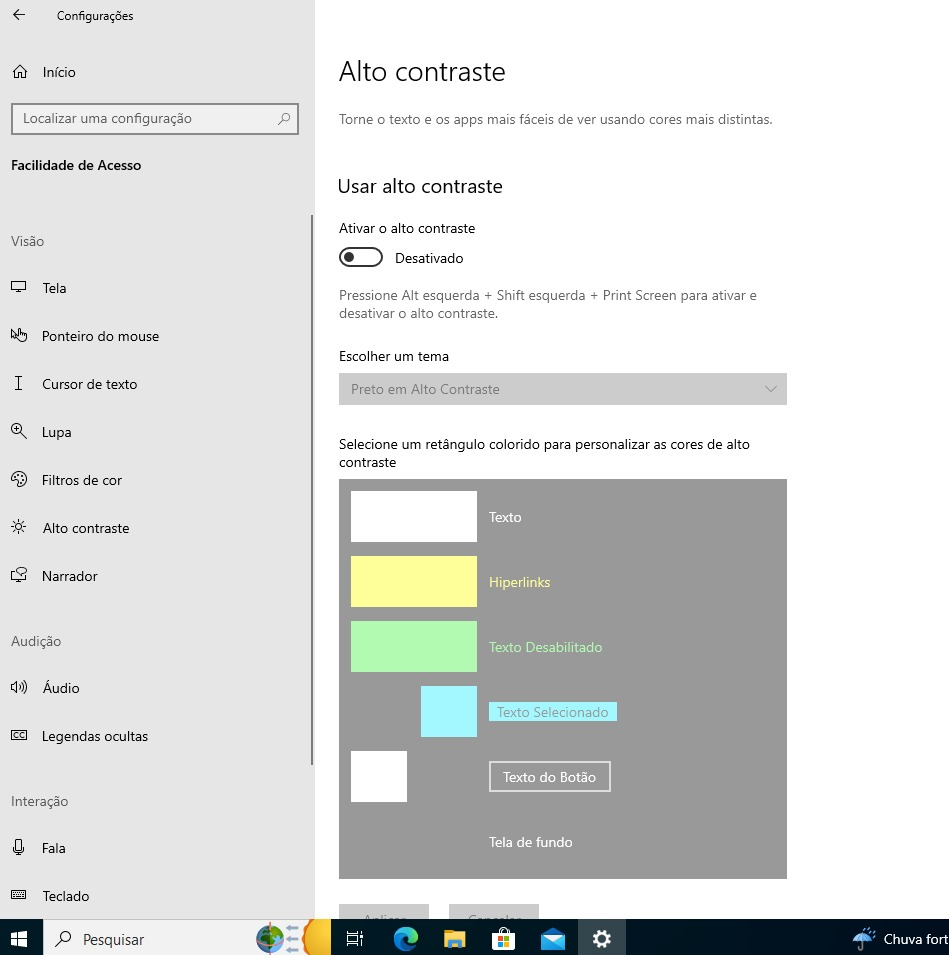 Configurações
Início
Localizar uma configuração
Facilidade de Acesso
Visão
Tela
Ponteiro do mouse
Cursor de texto
Lupa
Filtros de cor
Alto contraste
Narrador
Audição
Áudio
CC
Legendas ocultas
Interação
Fala
Teclado
Alto contraste
Torne o texto e os apps mais fáceis de ver usando cores mais distintas.
Usar alto contraste
Ativar o alto contraste
Desativado
Pressione Alt esquerda + Shift esquerda + Print Screen para ativar e
desativar o alto contraste.
Escolher um tema
Preto em Alto Contraste
Selecione um retângulo colorido para personalizar as cores de alto
contraste
Texto
Hiperlinks
Texto Desabilitado
Texto Selecionado
Texto do Botão
Tela de fundo
Aplicar
Cancelar
Pesquisar
Chuva fort